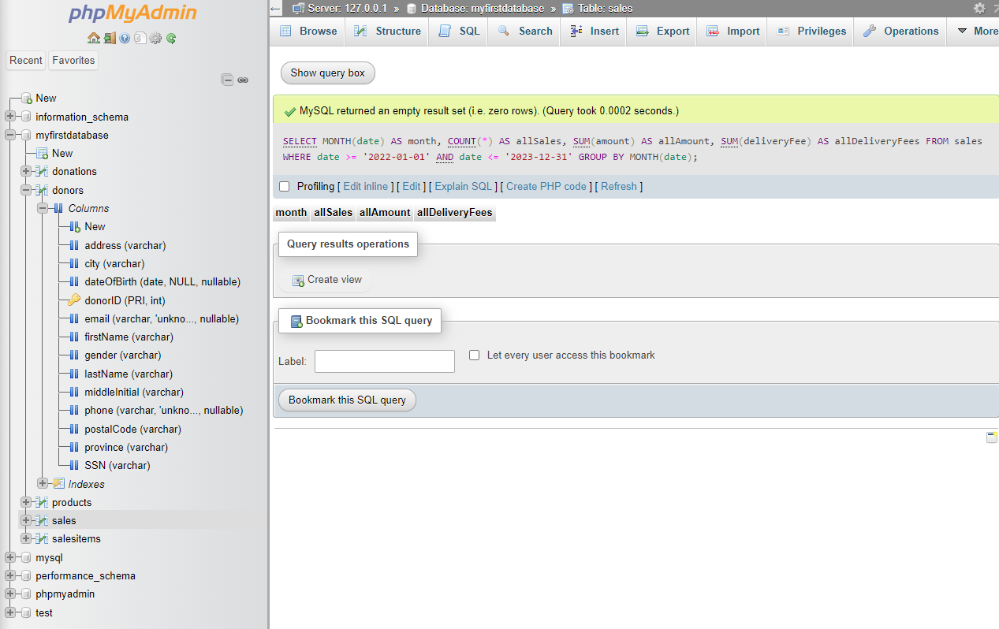 phpMyAdmin
Recent
Favorites
New
information_schema
myfirstdatabase
New
donations
donors
Columns
New
address (varchar)
city (varchar)
dateOfBirth (date, NULL, nullable)
donorID (PRI, int)
email (varchar, 'unkno..., nullable)
firstName (varchar)
gender (varchar)
lastName (varchar)
middleInitial (varchar)
phone (varchar, 'unkno..., nullable)
postalCode (varchar)
province (varchar)
SSN (varchar)
Indexes
products
sales
salesitems
mysql
performance_schema
phpmyadmin
test
Server: 127.0.0.1 » Database: myfirstdatabase » Table: sales
Browse Structure SQL Search Insert Export Import Privileges Operations More
Show query box
MySQL returned an empty result set (i.e. zero rows). (Query took 0.0002 seconds.)
SELECT MONTH(date) AS month, COUNT(*) AS allSales, SUM(amount) AS allAmount, SUM(deliveryFee) AS allDeliveryFees FROM sales
WHERE date >= '2022-01-01' AND date <= '2023-12-31' GROUP BY MONTH(date);
Profiling [ Edit inline ] [ Edit ] [ Explain SQL ] [ Create PHP code ] [ Refresh ]
month allSales allAmount allDeliveryFees
Query results operations
Create view
Bookmark this SQL query
Label: Let every user access this bookmark
Bookmark this SQL query